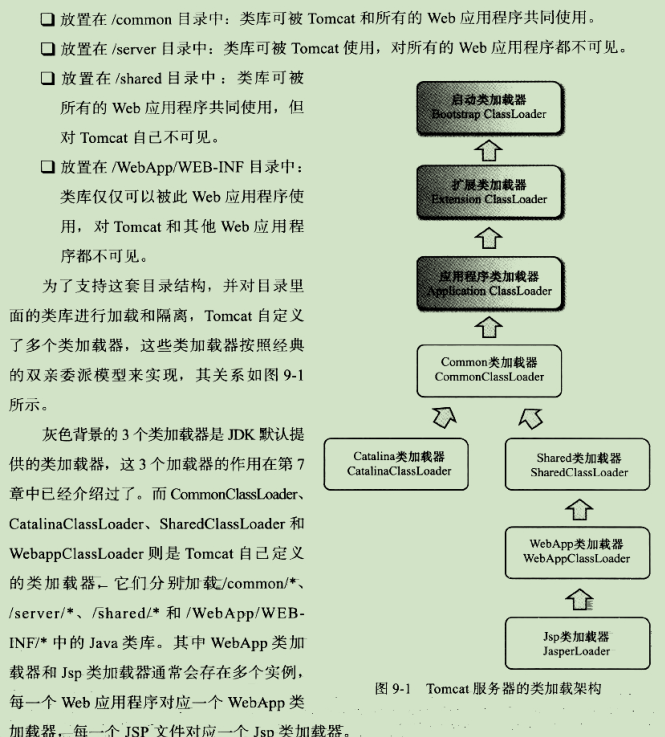 ❑ 放置在 /common 目录中：类库可被 Tomcat 和所有的 Web 应用程序共同使用。
❑ 放置在 /server 目录中：类库可被 Tomcat 使用，对所有的 Web 应用程序都不可见。
❑ 放置在 /shared 目录中：类库可被
所有的 Web 应用程序共同使用，但
对 Tomcat 自己不可见。
❑ 放置在 /WebApp/WEB-INF 目录中：
类库仅仅可以被此 Web 应用程序使
用，对 Tomcat 和其他 Web 应用程
序都不可见。
为了支持这套目录结构，并对目录里
面的类库进行加载和隔离，Tomcat 自定义
了多个类加载器，这些类加载器按照经典
的双亲委派模型来实现，其关系如图 9-1
所示。
灰色背景的 3 个类加载器是 JDK 默认提
供的类加载器，这 3 个加载器的作用在第 7
章中已经介绍过了。而 CommonClassLoader、
CatalinaClassLoader、SharedClassLoader 和
WebappClassLoader 则是 Tomcat 自己定义
的类加载器，它们分别加载/common/*、
/server/*、/shared/* 和 /WebApp/WEB-
INF/* 中的 Java 类库。其中 WebApp 类加
载器和 Jsp 类加载器通常会存在多个实例，
每一个 Web 应用程序对应一个 WebApp 类
加载器，每一个 JSP 文件对应一个 Jsp 类加载器。
启动类加载器
Bootstrap ClassLoader
扩展类加载器
Extension ClassLoader
应用程序类加载器
Application ClassLoader
Common类加载器
CommonClassLoader
Catalina类加载器
CatalinaClassLoader
Shared类加载器
SharedClassLoader
WebApp类加载器
WebAppClassLoader
Jsp类加载器
JasperLoader
图 9-1 Tomcat 服务器的类加载架构